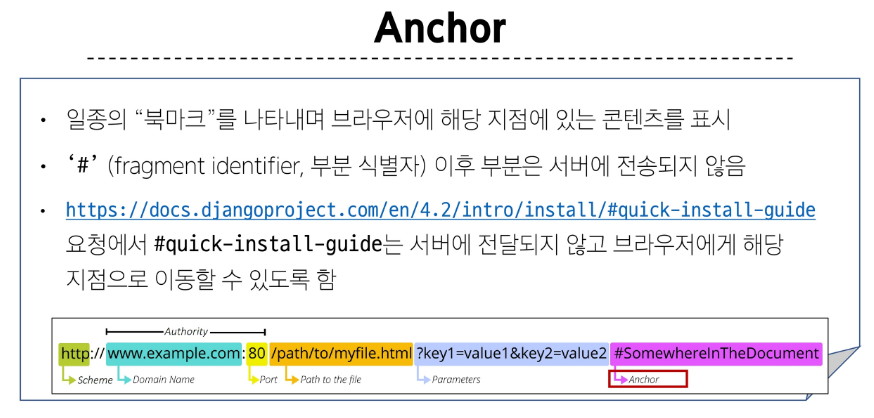 Anchor
• 일종의 “북마크”를 나타내며 브라우저에 해당 지점에 있는 콘텐츠를 표시
• ‘#’ (fragment identifier, 부분 식별자) 이후 부분은 서버에 전송되지 않음
• https://docs.djangoproject.com/en/4.2/intro/install/#quick-install-guide
요청에서 #quick-install-guide는 서버에 전달되지 않고 브라우저에게 해당
지점으로 이동할 수 있도록 함
Authority
http://www.example.com:80/path/to/myfile.html?key1=value1&key2=value2#SomewhereInTheDocument
Scheme Domain Name Port Path to the file Parameters Anchor